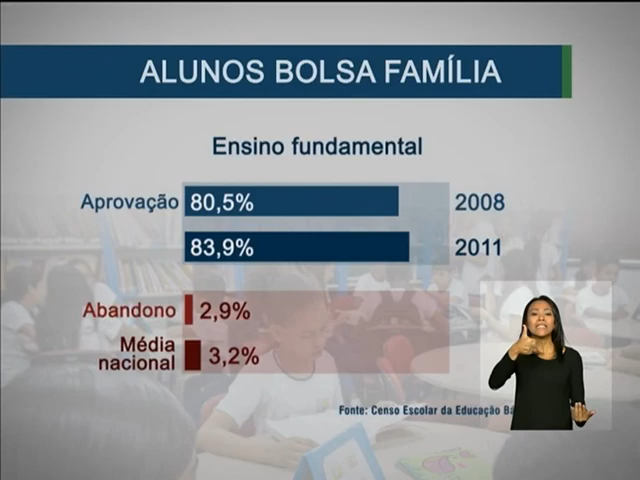 ALUNOS BOLSA FAMÍLIA
Ensino fundamental
Aprovação 80,5% 2008
83,9% 2011
Abandono 2,9%
Média
nacional 3,2%
Fonte: Censo Escolar da Educação